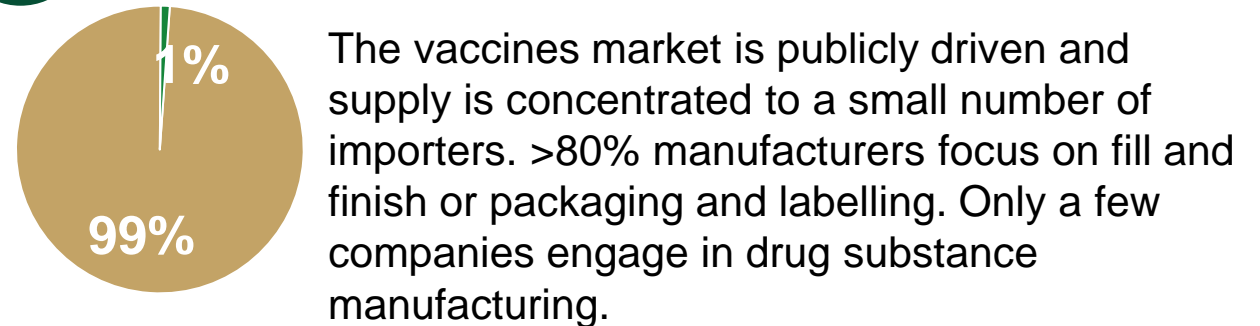 1%
99%
The vaccines market is publicly driven and
supply is concentrated to a small number of
importers. >80% manufacturers focus on fill and
finish or packaging and labelling. Only a few
companies engage in drug substance
manufacturing.